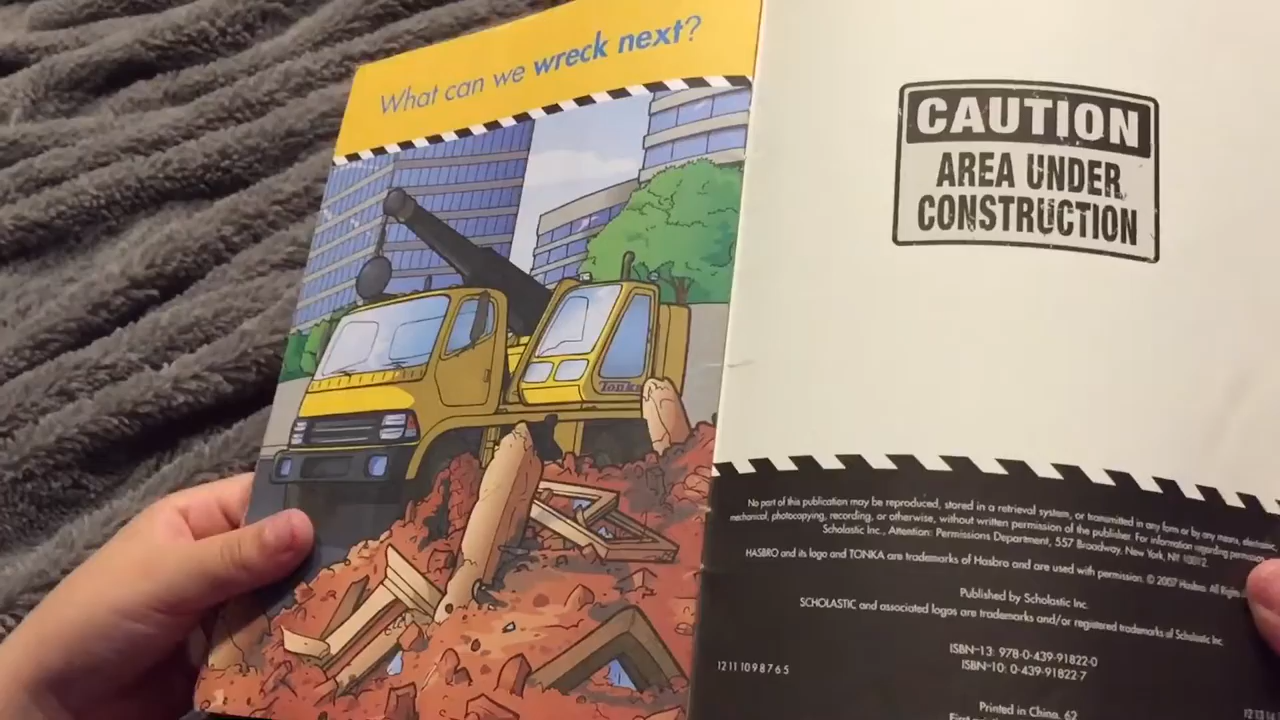 What can we wreck next?
Tonka
CAUTION
AREA UNDER
CONSTRUCTION
No part of this publication may be reproduced, stored in a retrieval system, or transmitted in any form or by any means, electronic,
mechanical, photocopying, recording, or otherwise, without written permission of the publisher. For information regarding permission
Scholastic Inc., Attention: Permissions Department, 557 Broadway, New York, NY 10012.
HASBRO and its logo and TONKA are trademarks of Hasbro and are used with permission. © 2007 Hasbro. All Rights
Published by Scholastic Inc.
SCHOLASTIC and associated logos are trademarks and/or registered trademarks of Scholastic Inc.
ISBN-13: 978-0-439-91822-0
ISBN-10: 0-439-91822-7
12 11 10 9 8 7 6 5
Printed in China. 62